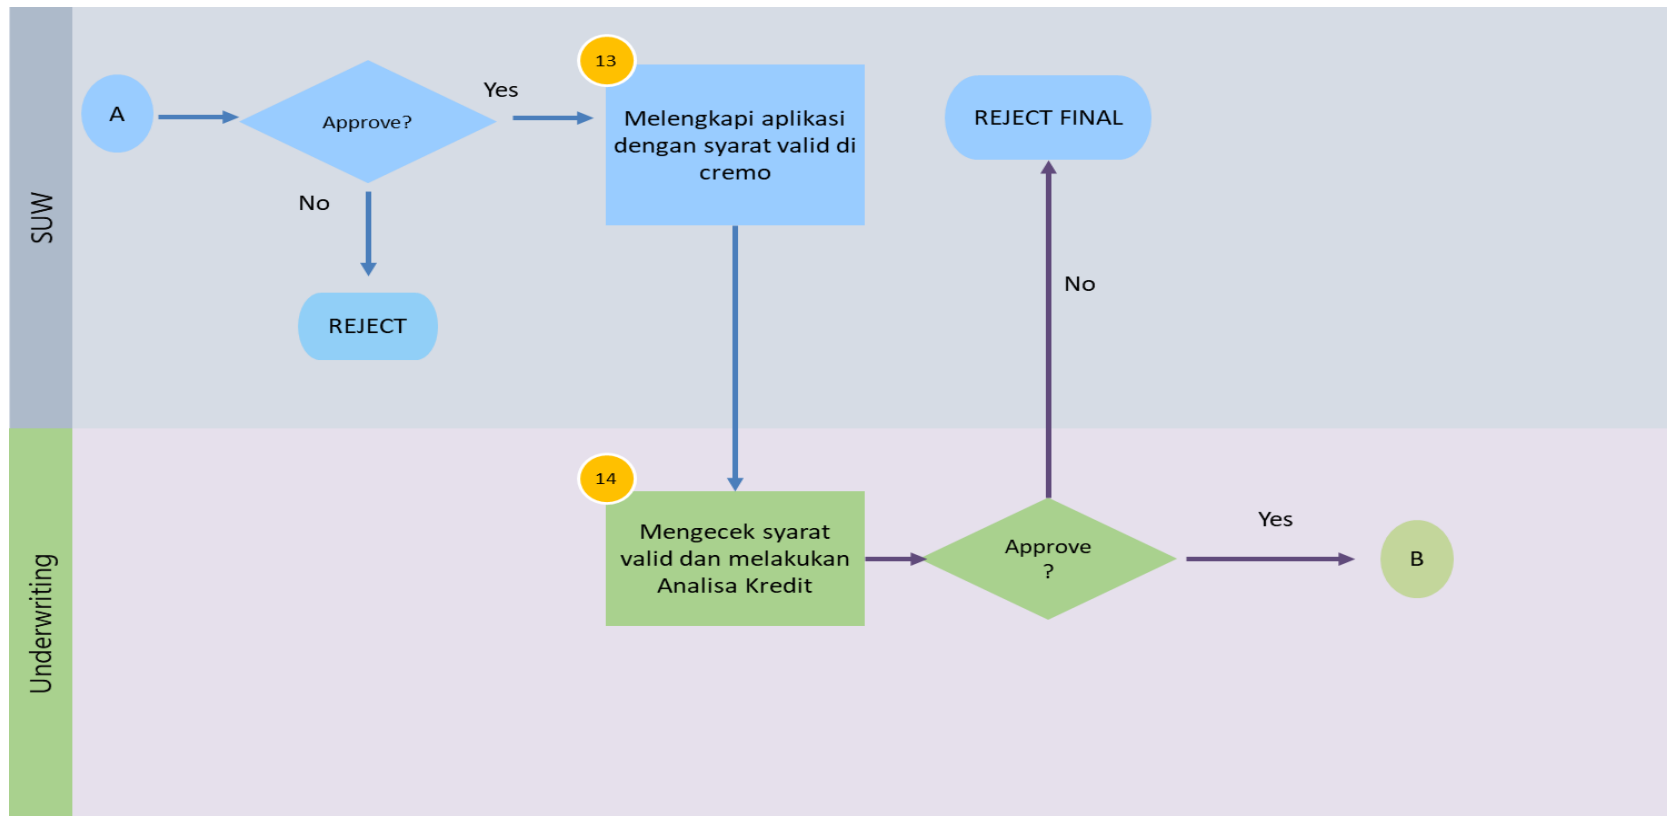 SUW
A
Approve?
Yes
No
REJECT
13
Melengkapi aplikasi
dengan syarat valid di
cremo
REJECT FINAL
No
Underwriting
14
Mengecek syarat
valid dan melakukan
Analisa Kredit
Approve
?
Yes
B